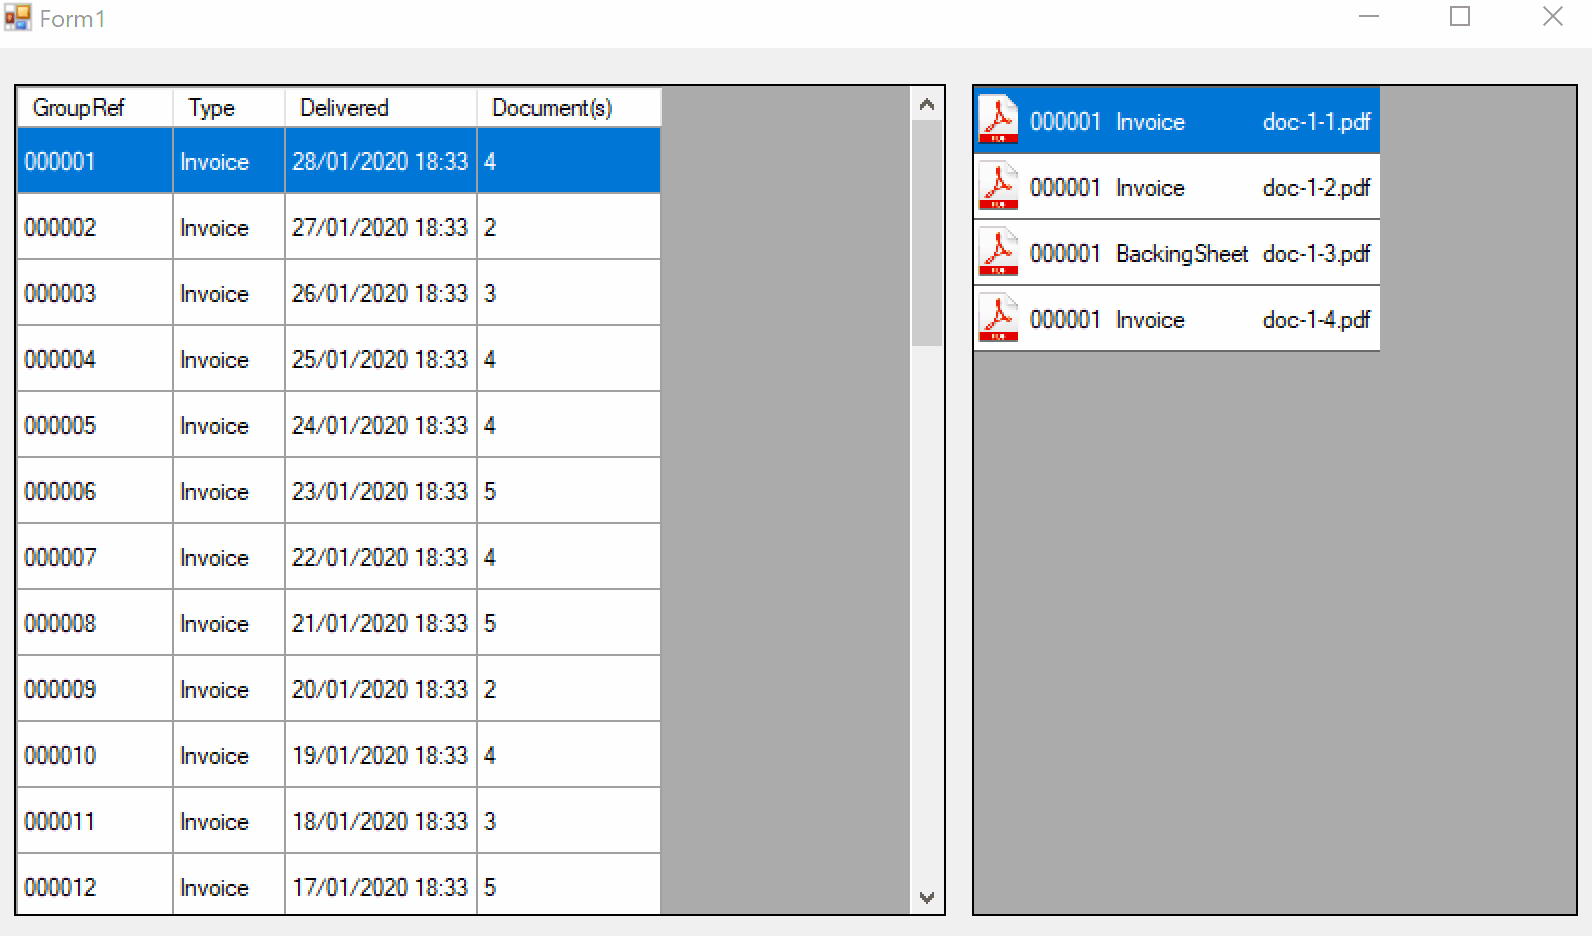 Form1
GroupRef Type Delivered Document(s)
000001 Invoice 28/01/2020 18:33 4
000002 Invoice 27/01/2020 18:33 2
000003 Invoice 26/01/2020 18:33 3
000004 Invoice 25/01/2020 18:33 4
000005 Invoice 24/01/2020 18:33 4
000006 Invoice 23/01/2020 18:33 5
000007 Invoice 22/01/2020 18:33 4
000008 Invoice 21/01/2020 18:33 5
000009 Invoice 20/01/2020 18:33 2
000010 Invoice 19/01/2020 18:33 4
000011 Invoice 18/01/2020 18:33 3
000012 Invoice 17/01/2020 18:33 5
PDF 000001 Invoice doc-1-1.pdf
PDF 000001 Invoice doc-1-2.pdf
PDF 000001 BackingSheet doc-1-3.pdf
PDF 000001 Invoice doc-1-4.pdf